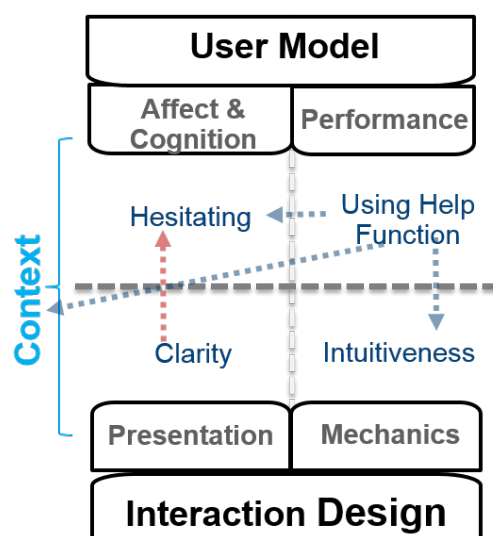 User Model
Affect &
Cognition
Performance
Hesitating
Using Help
Function
Context
Clarity
Intuitiveness
Presentation
Mechanics
Interaction Design